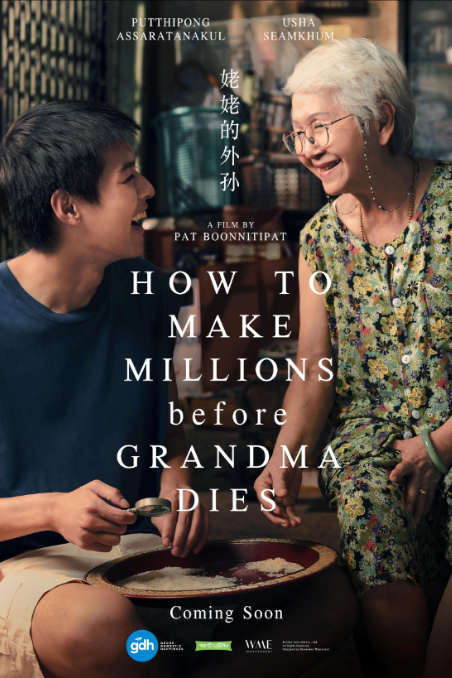 PUTTHIPONG
ASSARATANAKUL
USHA
SEAMKHUM
姥姥的外孙
A FILM BY
PAT BOONNITIPAT
HOW TO
MAKE
MILLIONS
before
GRANDMA
DIES
Coming Soon
gdh